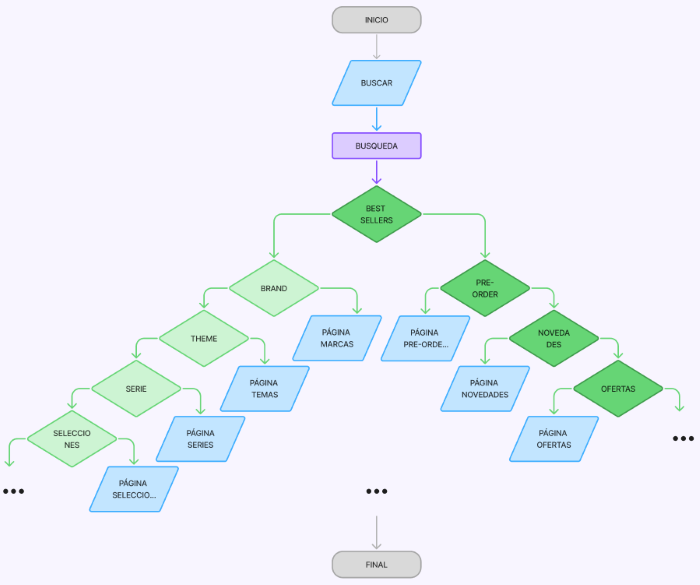 INICIO
BUSCAR
BUSQUEDA
BEST
SELLERS
BRAND
PRE-
ORDER
THEME
PÁGINA
MARCAS
PÁGINA
PRE-ORDE...
NOVEDA
DES
SERIE
PÁGINA
TEMAS
PÁGINA
NOVEDADES
OFERTAS
SELECCIO
NES
PÁGINA
SERIES
PÁGINA
OFERTAS
•••
PÁGINA
SELECCIO...
•••
•••
FINAL